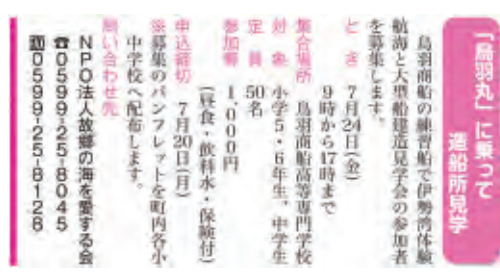 「鳥羽丸」に乗って
造船所見学
鳥羽商船の練習船で伊勢湾体験
航海と大型船建造見学会の参加者
を募集します。
とき 7月24日(金)
9時から17時まで
集合場所 鳥羽商船高等専門学校
対象 小学5・6年生、中学生
定員 50名
参加費 1,000円
(昼食・飲料水・保険付)
申込締切 7月20日(月)
※募集のパンフレットを町内各小
中学校へ配布します。
問い合わせ先
NPO法人故郷の海を愛する会
☎0599-25-8045
℻0599-25-8128